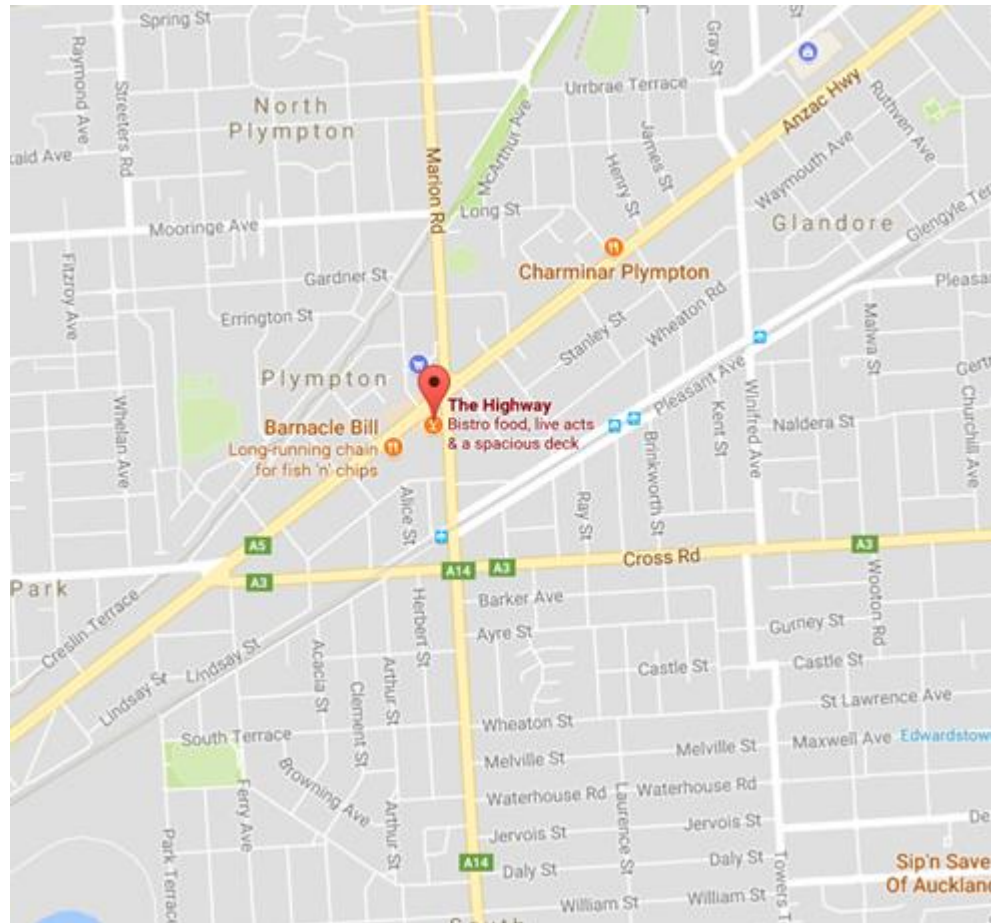 Spring St
Gray St
Raymond Ave
Streeters Rd
Urrbrae Terrace
Anzac Hwy
North
Plympton
McArthur Ave
James St
Ruthven Ave
Henry St
Waymouth Ave
Marion Rd
Long St
Mooringe Ave
Glandore
Glengyle
Charminar Plympton
Gardner St
Fitzroy Ave
Errington St
Stanley St
Wheaton Rd
Malwa St
Plympton
Pleasant Ave
The Highway
Bistro food, live acts
& a spacious deck
Barnacle Bill
Long-running chain
for fish 'n' chips
Whelan Ave
Kent St
Winifred Ave
Naldera St
Churchill Ave
Brinkworth St
Alice St
Ray St
A5
A3
Cross Rd
A3
A14
A3
Park
Creslin Terrace
Herbert St
Barker Ave
Wooton Rd
Ayre St
Gurney St
Lindsay St
Lindsay St
Acacia St
Clement St
Arthur St
Castle St
Castle St
St Lawrence Ave
Wheaton St
South Terrace
Melville St
Melville St
Maxwell Ave
Browning Ave
Ferry Ave
Waterhouse Rd
Waterhouse Rd
Laurence St
Jervois St
Jervois St
Arthur St
Park Terrace
A14
Daly St
Daly St
Towers
William St
William St
Sip'n Save
Of
South